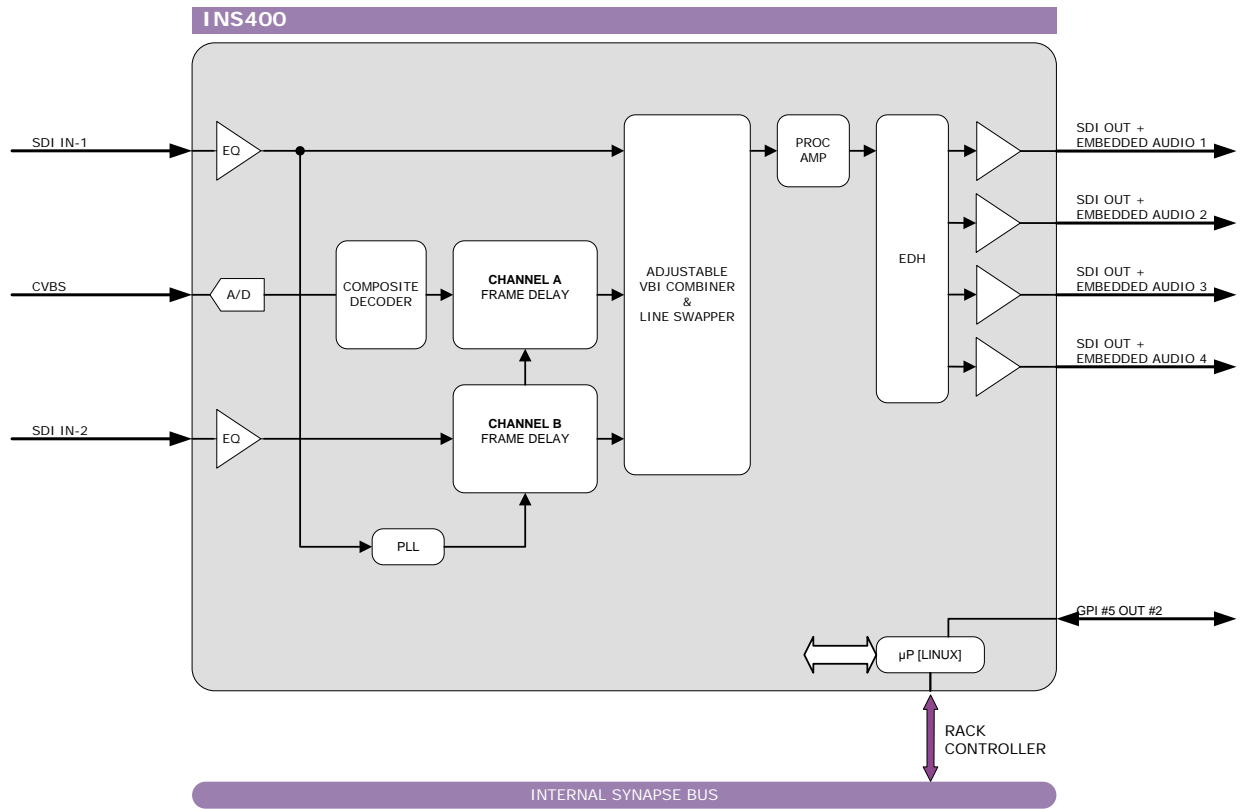 INS400
SDI IN-1
EQ
PROC
AMP
SDI OUT +
EMBEDDED AUDIO 1
SDI OUT +
EMBEDDED AUDIO 2
CVBS
A/D
COMPOSITE
DECODER
CHANNEL A
FRAME DELAY
ADJUSTABLE
VBI COMBINER
&
LINE SWAPPER
EDH
SDI OUT +
EMBEDDED AUDIO 3
SDI OUT +
EMBEDDED AUDIO 4
SDI IN-2
EQ
CHANNEL B
FRAME DELAY
PLL
GPI #5 OUT #2
µP [LINUX]
RACK
CONTROLLER
INTERNAL SYNAPSE BUS